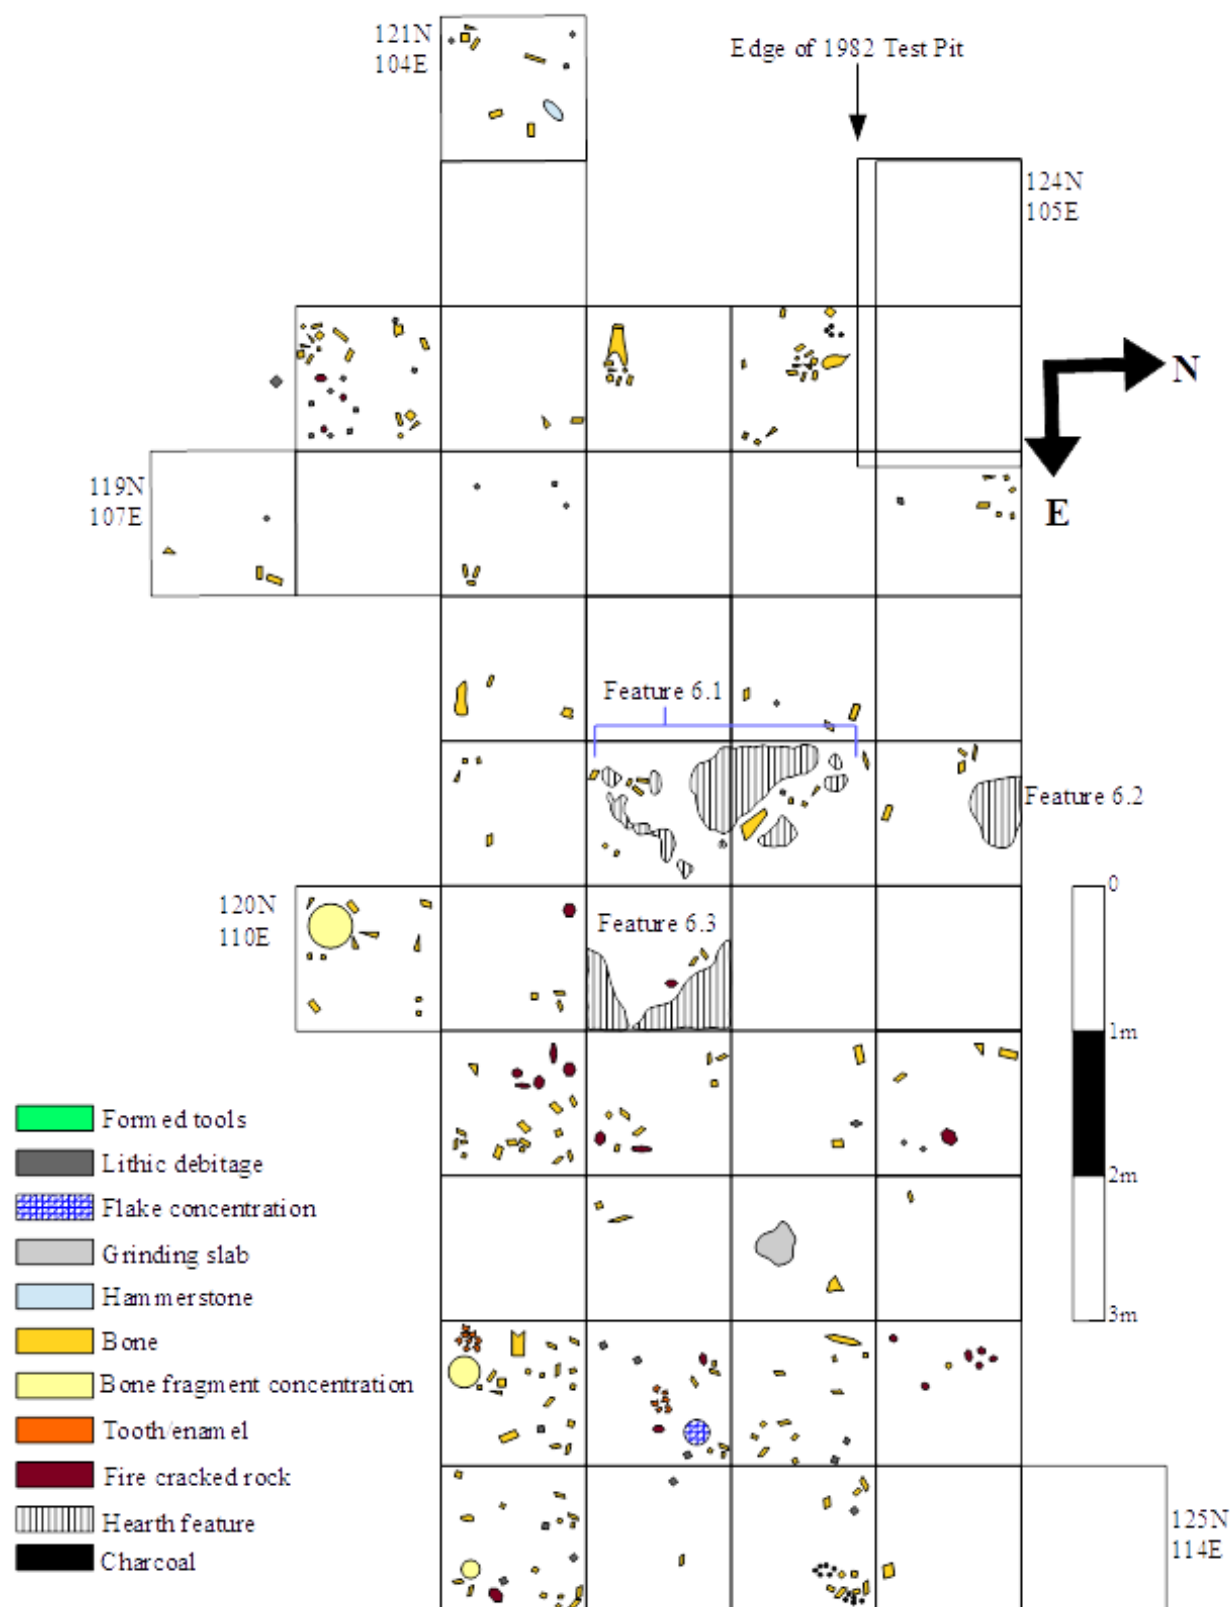 121N
104E
Edge of 1982 Test Pit
124N
105E
N
E
119N
107E
Feature 6.1
Feature 6.2
120N
110E
Feature 6.3
0
1m
2m
3m
Formed tools
Lithic debitage
Flake concentration
Grinding slab
Hammerstone
Bone
Bone fragment concentration
Tooth/enamel
Fire cracked rock
Hearth feature
Charcoal
125N
114E